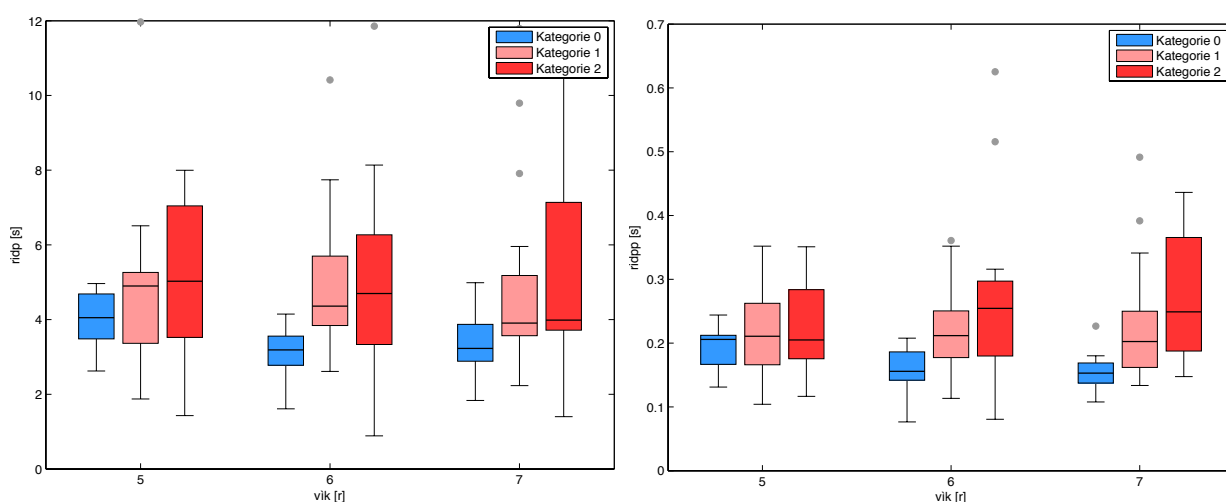 12
10
8
6
4
2
0
ridp [s]
5
6
7
vìk [r]
Kategorie 0
Kategorie 1
Kategorie 2
0.7
0.6
0.5
0.4
0.3
0.2
0.1
0
ridpp [s]
5
6
7
vìk [r]
Kategorie 0
Kategorie 1
Kategorie 2